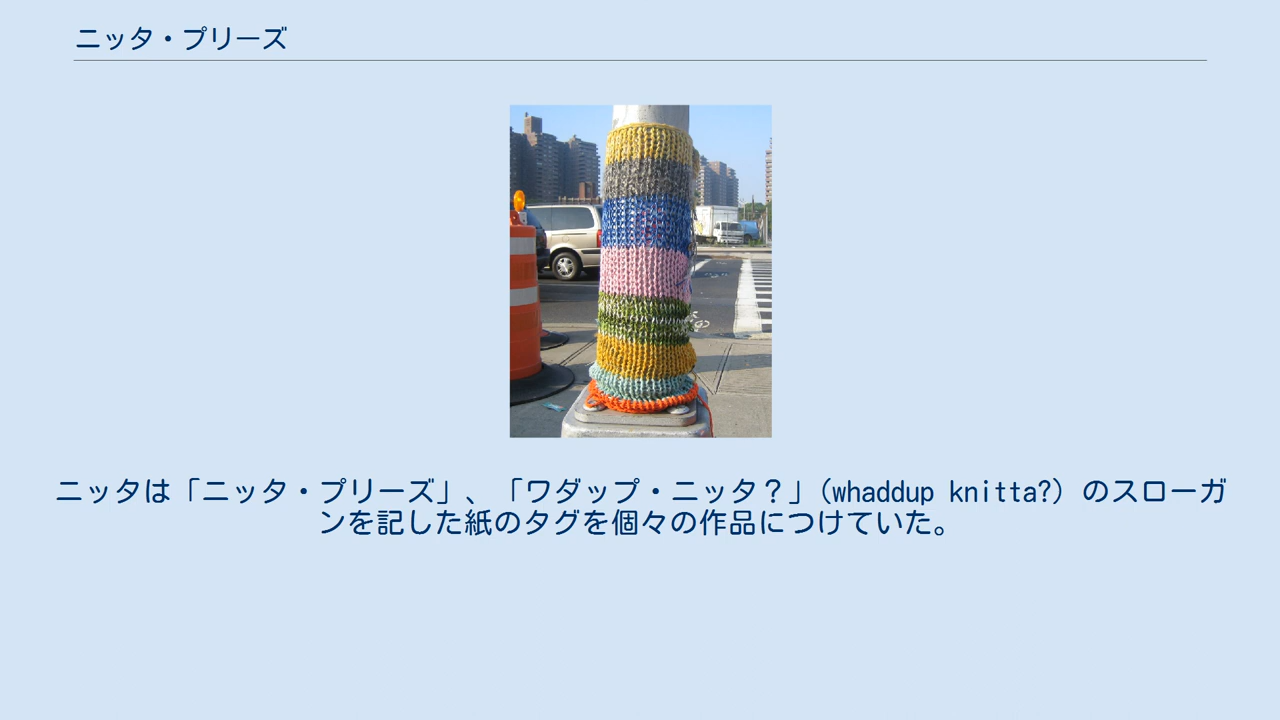 ニッタ・プリーズ
ニッタは「ニッタ・プリーズ」、「ワダップ・ニッタ？」(whaddup knitta?) のスローガ
ンを記した紙のタグを個々の作品につけていた。